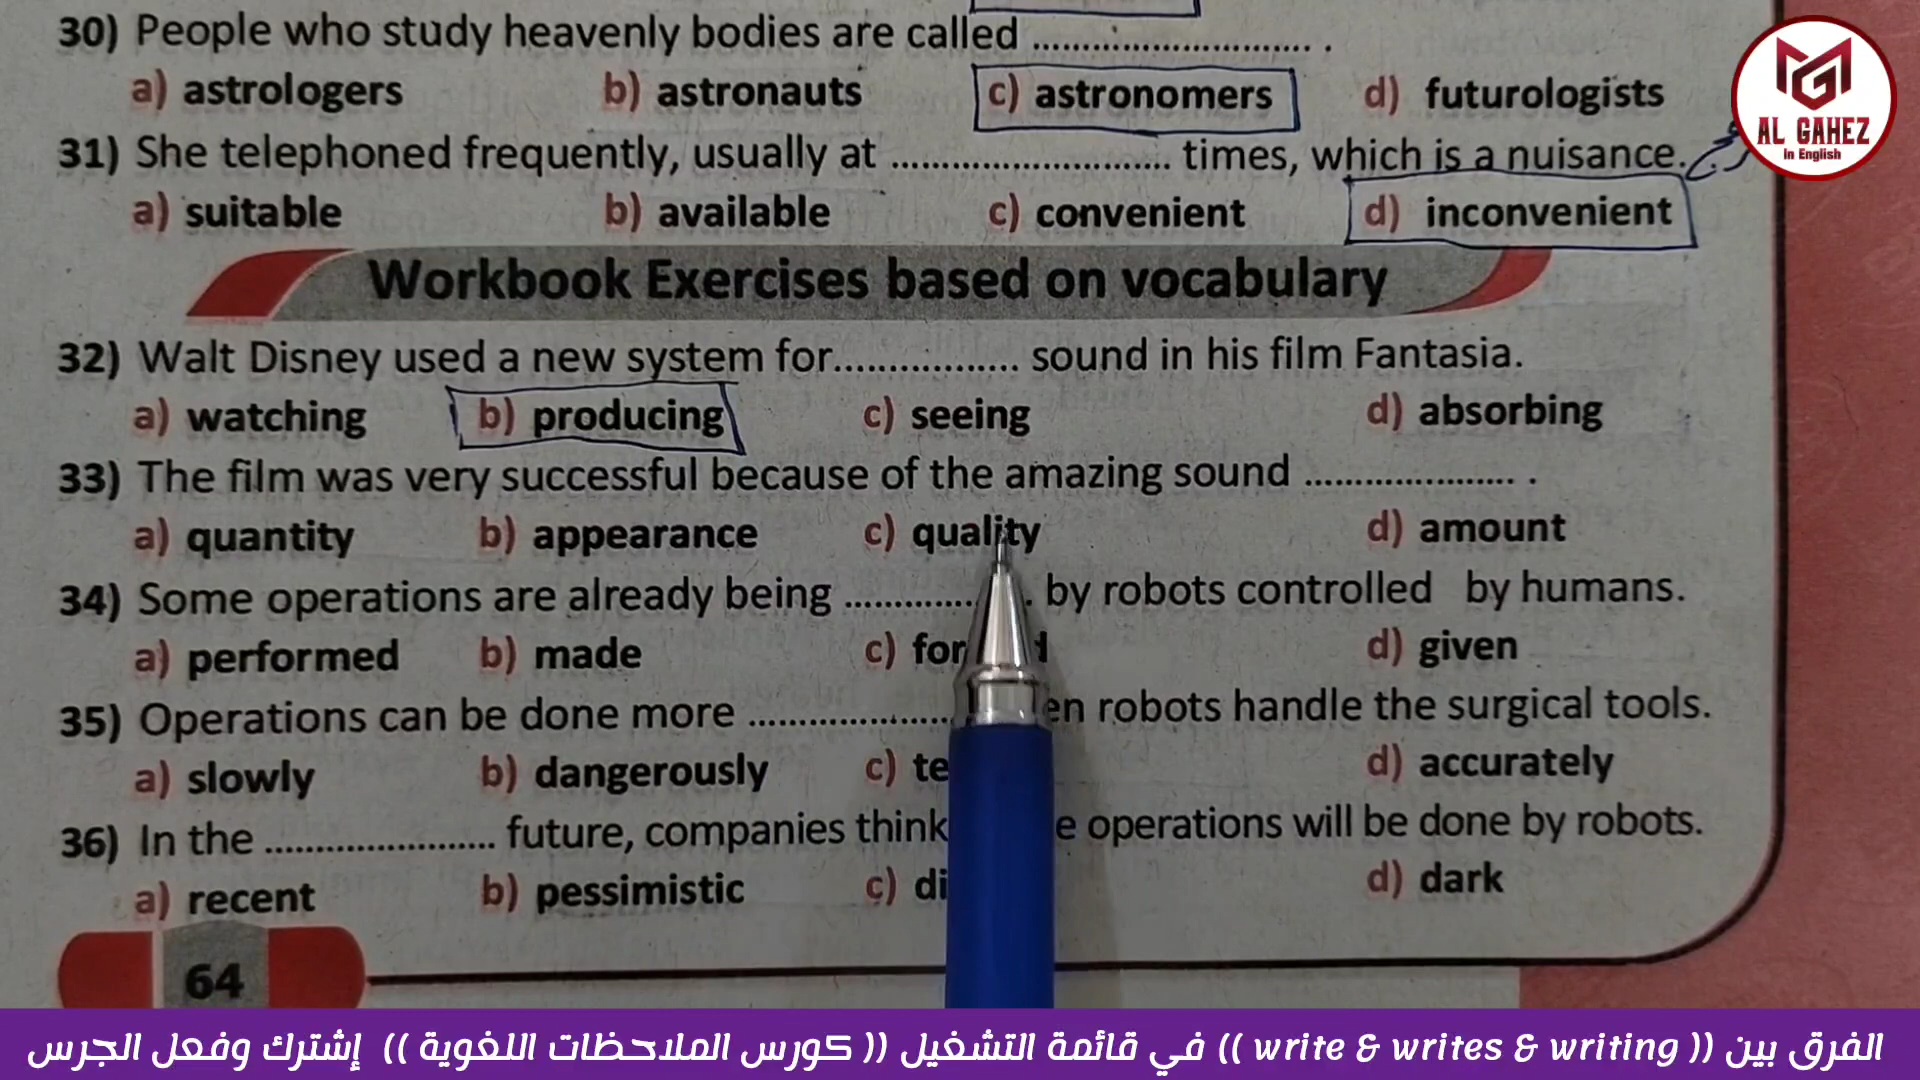 30) People who study heavenly bodies are called ............................ .
a) astrologers b) astronauts c) astronomers d) futurologists
31) She telephoned frequently, usually at ............................ times, which is a nuisance.
a) suitable b) available c) convenient d) inconvenient
Workbook Exercises based on vocabulary
32) Walt Disney used a new system for................. sound in his film Fantasia.
a) watching b) producing c) seeing d) absorbing
33) The film was very successful because of the amazing sound ..................... .
a) quantity b) appearance c) quality d) amount
34) Some operations are already being .............. by robots controlled by humans.
a) performed b) made c) d) given
35) Operations can be done more .................... robots handle the surgical tools.
a) slowly b) dangerously c) d) accurately
36) In the ....................... future, companies think operations will be done by robots.
a) recent b) pessimistic c) d) dark
64
AL GAHEZ
In English
الفرق بين (( write & writes & writing )) في قائمة التشغيل (( كورس الملاحظات اللغوية )) إشترك وفعل الجرس